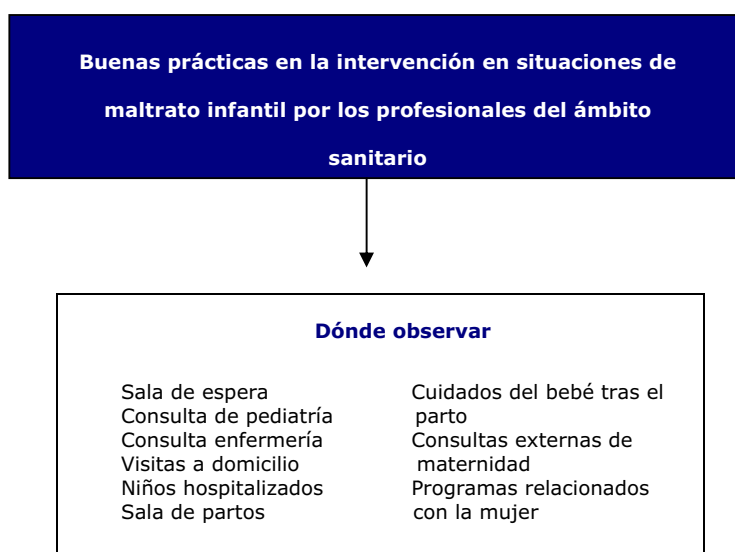 Buenas prácticas en la intervención en situaciones de
maltrato infantil por los profesionales del ámbito
sanitario
Dónde observar
Sala de espera
Consulta de pediatría
Consulta enfermería
Visitas a domicilio
Niños hospitalizados
Sala de partos
Cuidados del bebé tras el
parto
Consultas externas de
maternidad
Programas relacionados
con la mujer